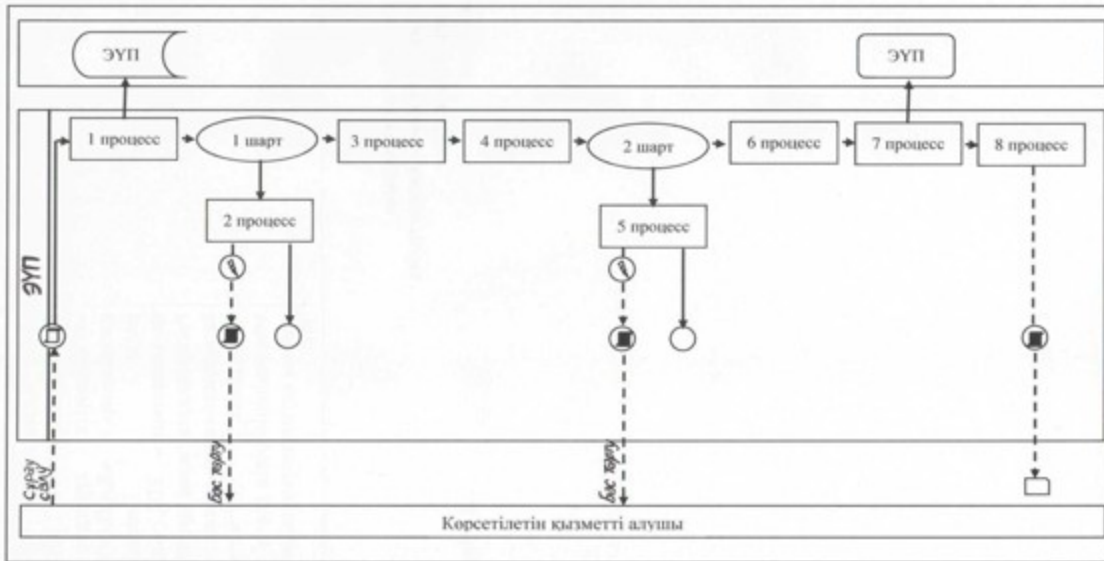 ЭҮП
ЭҮП
1 процесс
1 шарт
3 процесс
4 процесс
2 шарт
6 процесс
7 процесс
8 процесс
2 процесс
5 процесс
ЭҮП
Сұрау
салу
бас тарту
бас тарту
Көрсетілетін қызметті алушы